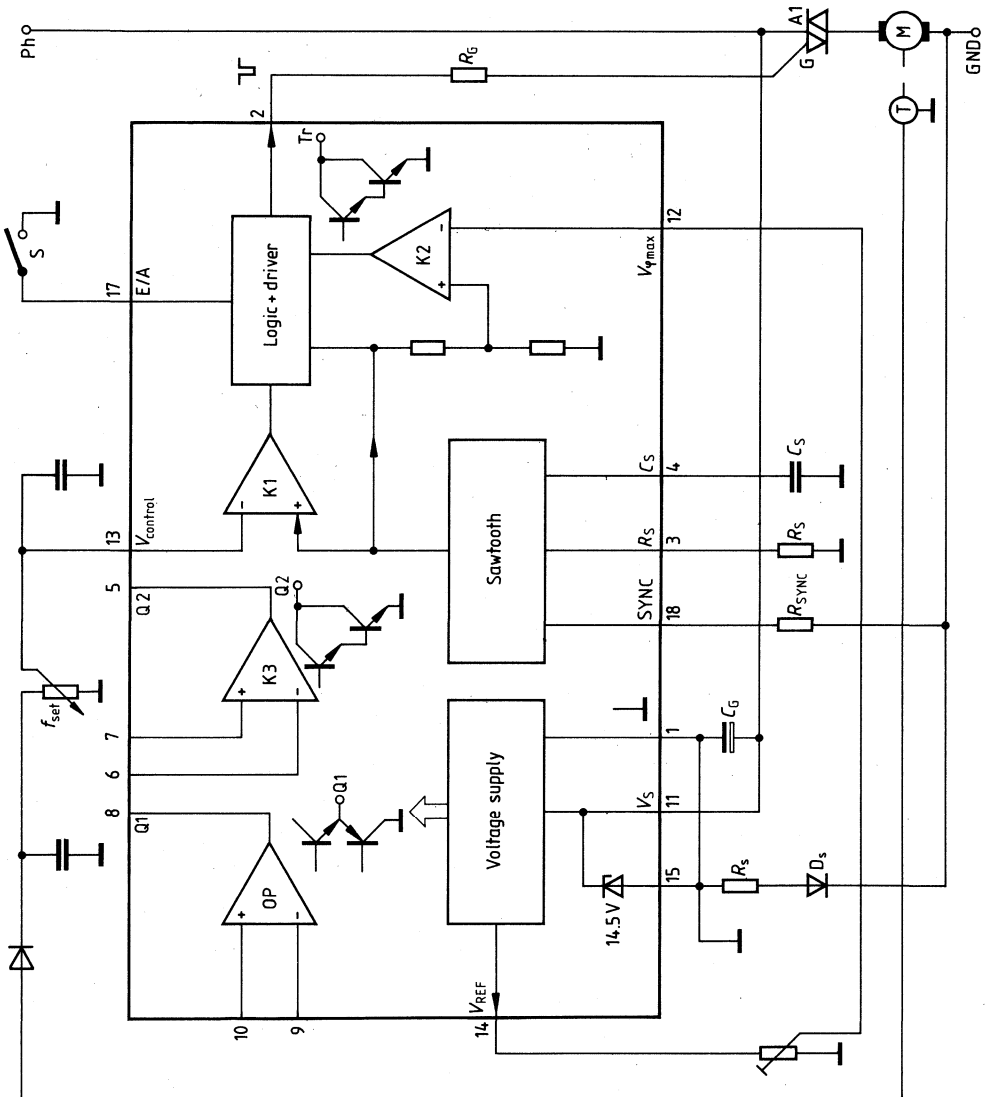 Ph
A1
G
M
GND
R_G
T
2
Tr
S
17
E/A
Logic + driver
K2
-
+
12
V_φmax
13
V_control
K1
-
+
5
Q2
K3
+
-
Q2
f_set
7
6
8
Q1
OP
+
-
Q1
10
9
Sawtooth
C_S
4
C_S
R_S
3
R_S
SYNC
18
R_SYNC
Voltage supply
1
C_G
V_S
11
14.5 V
15
R_s
D_s
V_REF
14